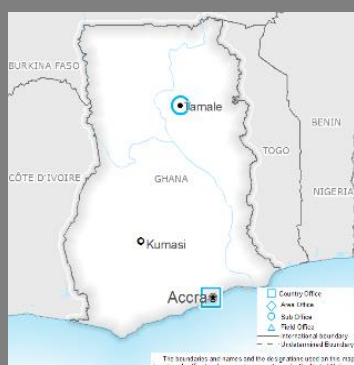 BURKINA FASO
Tamale
BENIN
TOGO
CÔTE D'IVOIRE
GHANA
NIGERIA
Kumasi
Accra
Country Office
Area Office
Sub Office
Field Office
International boundary
Undetermined Boundary
The boundaries and names and the designations used on this map